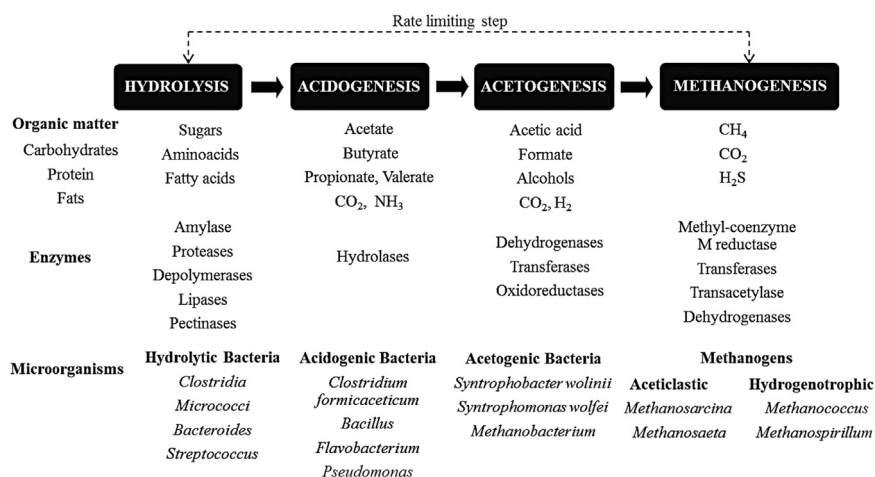 Rate limiting step
HYDROLYSIS ACIDOGENESIS ACETOGENESIS METHANOGENESIS
Organic matter
Carbohydrates
Protein
Fats
Sugars
Aminoacids
Fatty acids
Acetate
Butyrate
Propionate, Valerate
CO₂, NH₃
Acetic acid
Formate
Alcohols
CO₂, H₂
CH₄
CO₂
H₂S
Enzymes
Amylase
Proteases
Depolymerases
Lipases
Pectinases
Hydrolases
Dehydrogenases
Transferases
Oxidoreductases
Methyl-coenzyme
M reductase
Transferases
Transacetylase
Dehydrogenases
Microorganisms
Hydrolytic Bacteria
Clostridia
Micrococci
Bacteroides
Streptococcus
Acidogenic Bacteria
Clostridium
formicaceticum
Bacillus
Flavobacterium
Pseudomonas
Acetogenic Bacteria
Syntrophobacter wolinii
Syntrophomonas wolfei
Methanobacterium
Methanogens
Aceticlastic
Methanosarcina
Methanosaeta
Hydrogenotrophic
Methanococcus
Methanospirillum